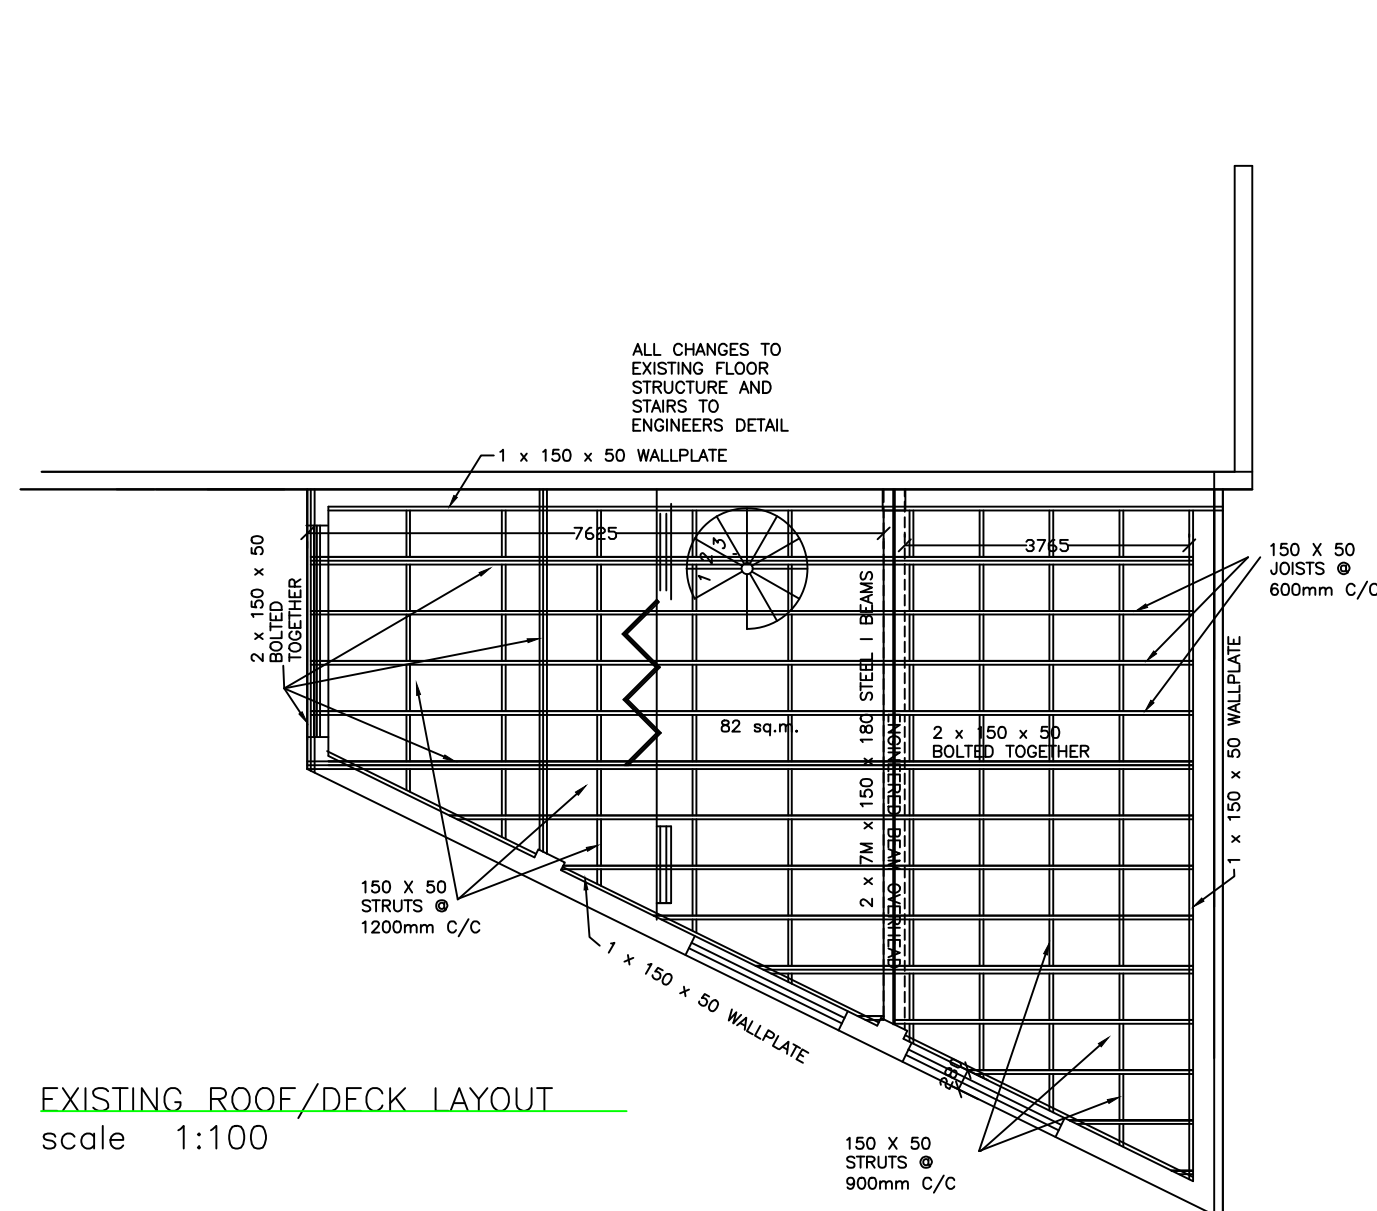 ALL CHANGES TO
EXISTING FLOOR
STRUCTURE AND
STAIRS TO
ENGINEERS DETAIL
1 x 150 x 50 WALLPLATE
7625
3765
1
2
3
2 x 150 x 50
BOLTED
TOGETHER
150 X 50
JOISTS @
600mm C/C
82 sq.m.
2 x 7M x 150 x 180 STEEL I BEAMS
ENGINEERED BEAM OVERHEAD
2 x 150 x 50
BOLTED TOGETHER
1 x 150 x 50 WALLPLATE
150 X 50
STRUTS @
1200mm C/C
1 x 150 x 50 WALLPLATE
150 X 50
STRUTS @
900mm C/C
EXISTING ROOF/DECK LAYOUT
scale 1:100